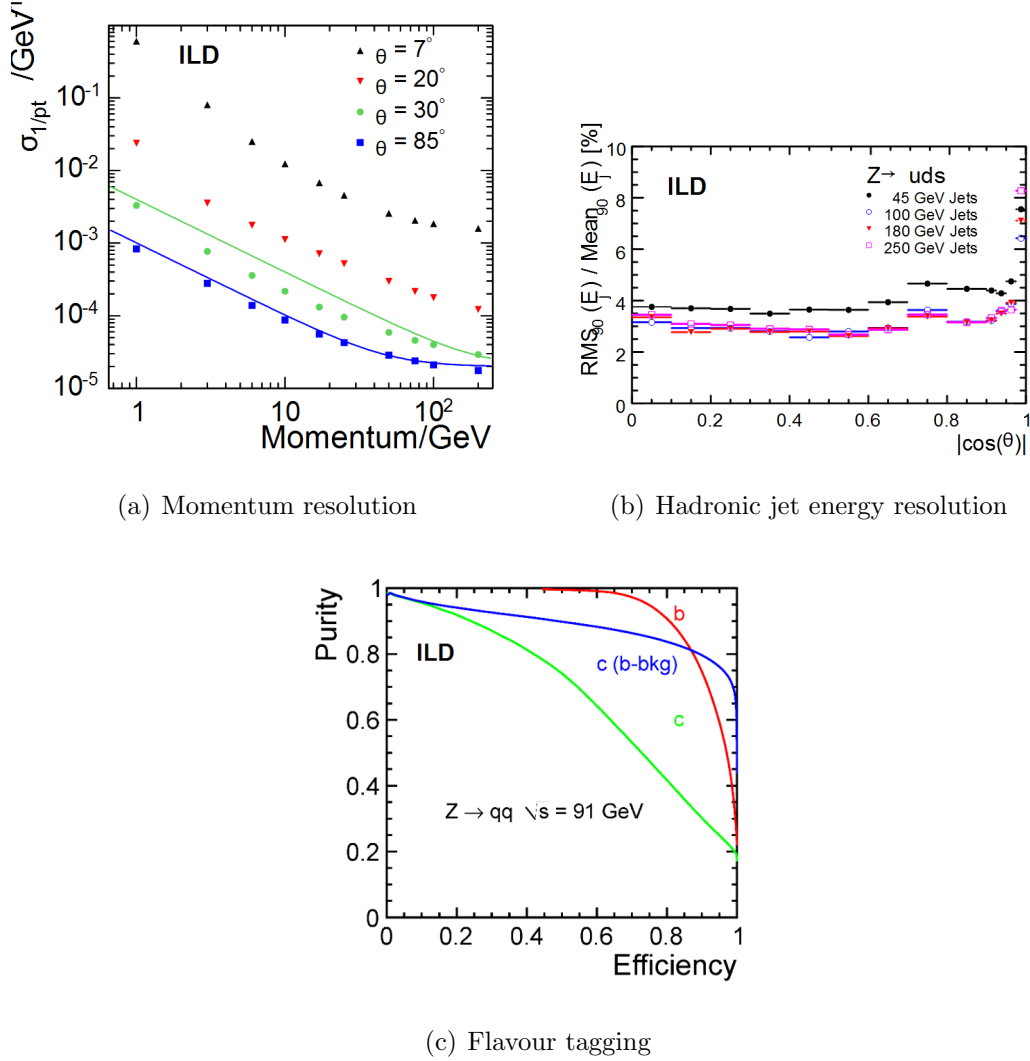 σ1/pt /GeV⁻¹
ILD
θ = 7°
θ = 20°
θ = 30°
θ = 85°
10⁻¹
10⁻²
10⁻³
10⁻⁴
10⁻⁵
1 10 10²
Momentum/GeV
(a) Momentum resolution
RMS90(Ej) / Mean90(Ej) [%]
ILD
Z→ uds
45 GeV Jets
100 GeV Jets
180 GeV Jets
250 GeV Jets
10
8
6
4
2
0
0 0.2 0.4 0.6 0.8 1
|cos(θ)|
(b) Hadronic jet energy resolution
Purity
1
0.8
0.6
0.4
0.2
0
ILD
b
c (b-bkg)
c
Z → qq √s = 91 GeV
0 0.2 0.4 0.6 0.8 1
Efficiency
(c) Flavour tagging